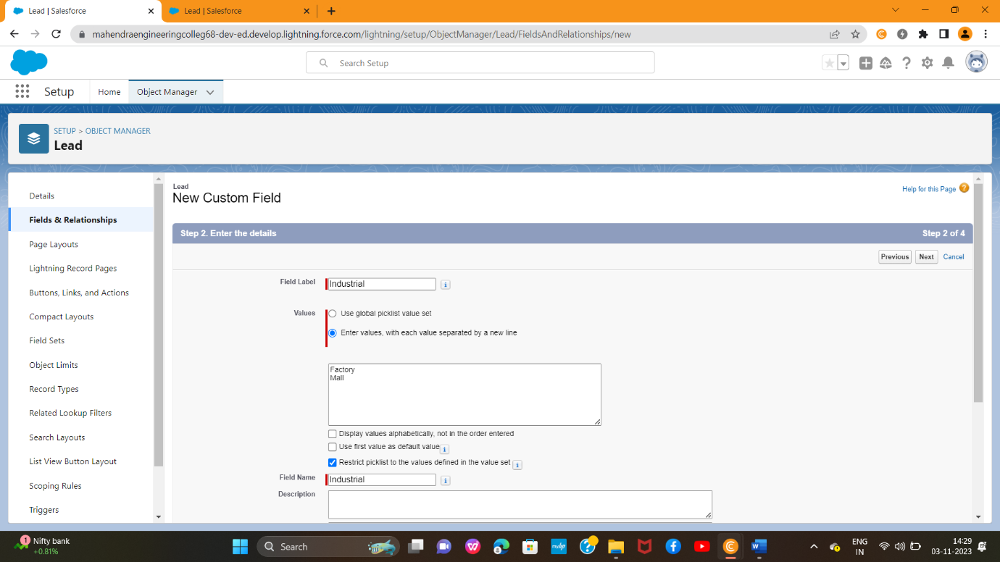 Lead | Salesforce
Lead | Salesforce
mahendraengineeringcolleg68-dev-ed.develop.lightning.force.com/lightning/setup/ObjectManager/Lead/FieldsAndRelationships/new
Search Setup
Setup
Home
Object Manager
SETUP > OBJECT MANAGER
Lead
Details
Fields & Relationships
Page Layouts
Lightning Record Pages
Buttons, Links, and Actions
Compact Layouts
Field Sets
Object Limits
Record Types
Related Lookup Filters
Search Layouts
List View Button Layout
Scoping Rules
Triggers
Lead
New Custom Field
Help for this Page
Step 2. Enter the details
Step 2 of 4
Previous
Next
Cancel
Field Label
Industrial
Values
Use global picklist value set
Enter values, with each value separated by a new line
Factory
Mall
Display values alphabetically, not in the order entered
Use first value as default value
Restrict picklist to the values defined in the value set
Field Name
Industrial
Description
1
Nifty bank
+0.81%
Search
myhp
ENG
IN
14:29
03-11-2023